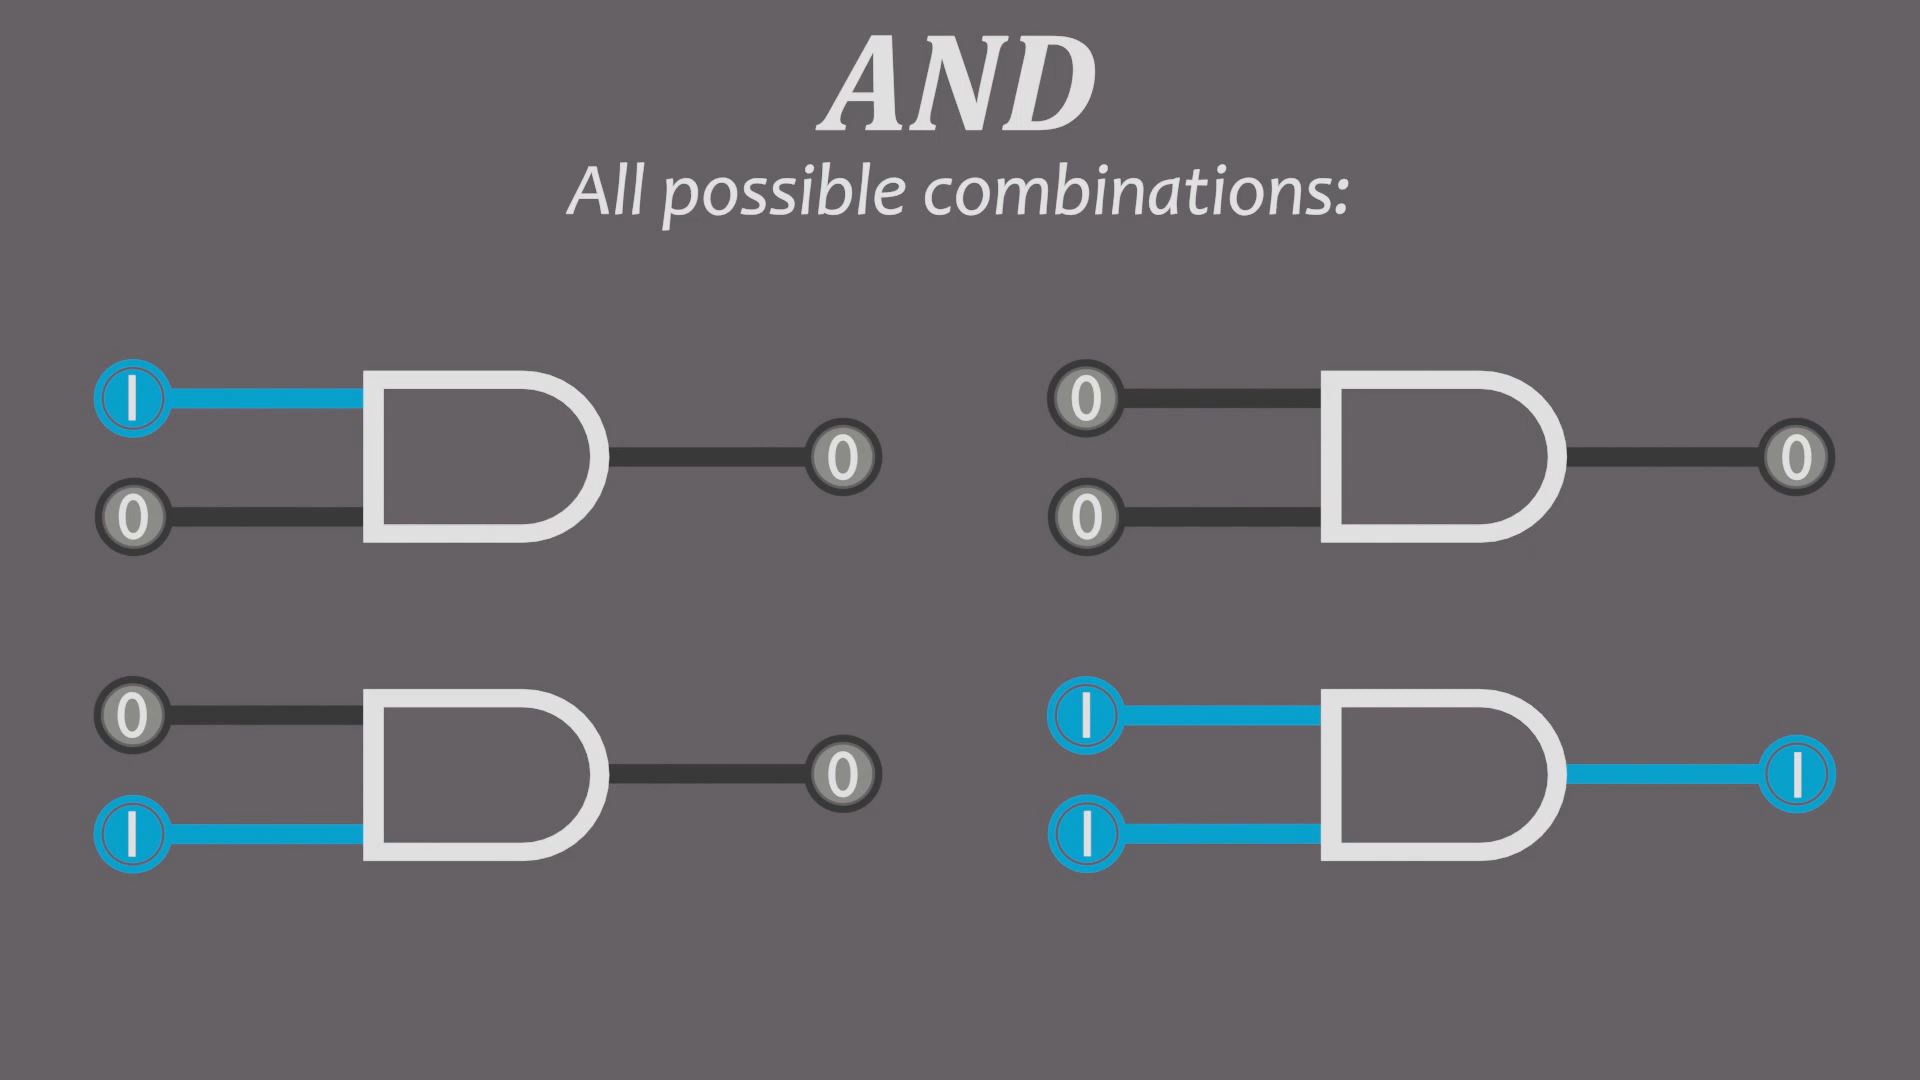 AND
All possible combinations:
1 0 0 0
0 0
0 1
0 0 1
1 1